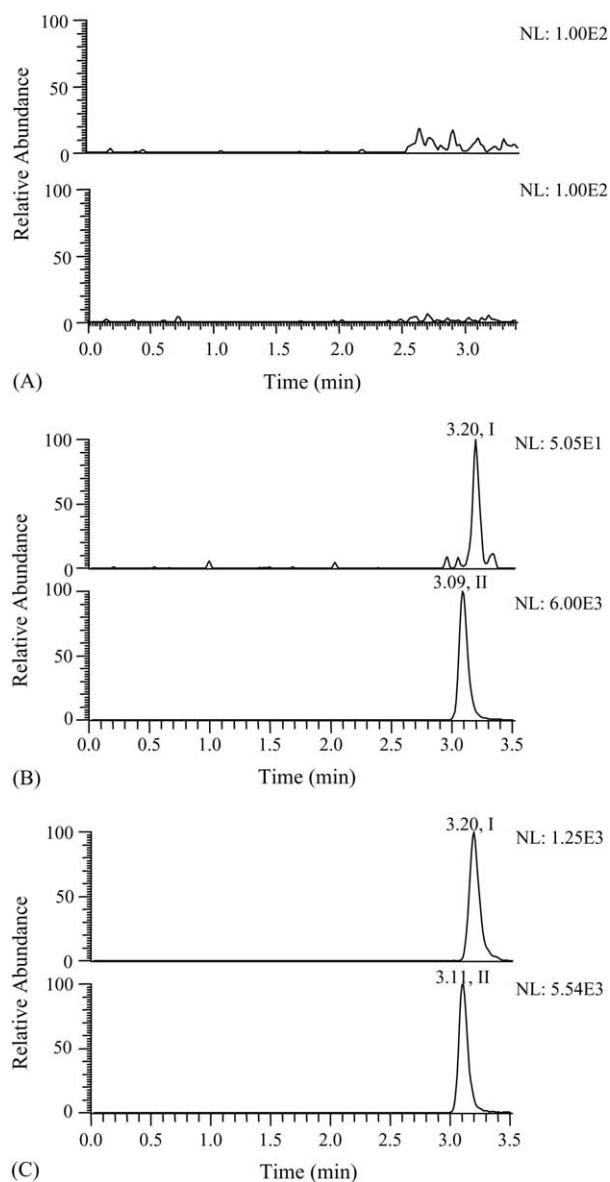 100
NL: 1.00E2
50
0
Relative Abundance
100
NL: 1.00E2
50
0
0.0 0.5 1.0 1.5 2.0 2.5 3.0
Time (min)
(A)
3.20, I
100
NL: 5.05E1
50
0
Relative Abundance
3.09, II
100
NL: 6.00E3
50
0
0.0 0.5 1.0 1.5 2.0 2.5 3.0 3.5
Time (min)
(B)
3.20, I
100
NL: 1.25E3
50
0
Relative Abundance
3.11, II
100
NL: 5.54E3
50
0
0.0 0.5 1.0 1.5 2.0 2.5 3.0 3.5
Time (min)
(C)